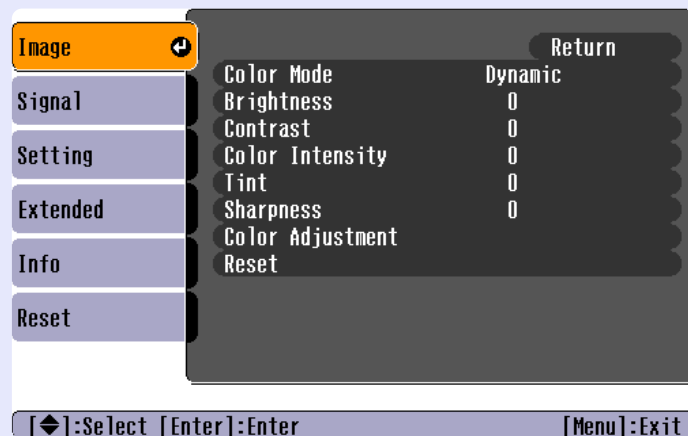 Image
Signal
Setting
Extended
Info
Reset
Return
Color Mode Dynamic
Brightness 0
Contrast 0
Color Intensity 0
Tint 0
Sharpness 0
Color Adjustment
Reset
[◆]:Select [Enter]:Enter [Menu]:Exit